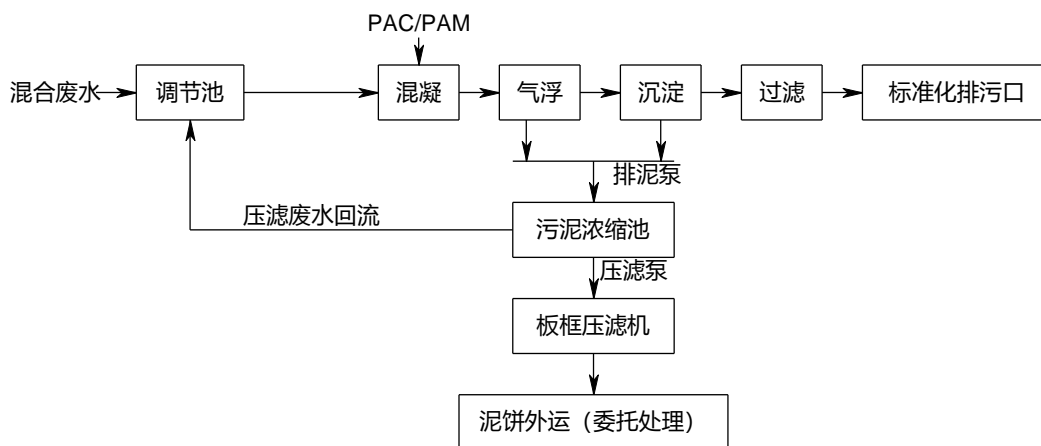 PAC/PAM
混合废水
调节池
混凝
气浮
沉淀
过滤
标准化排污口
排泥泵
压滤废水回流
污泥浓缩池
压滤泵
板框压滤机
泥饼外运（委托处理）